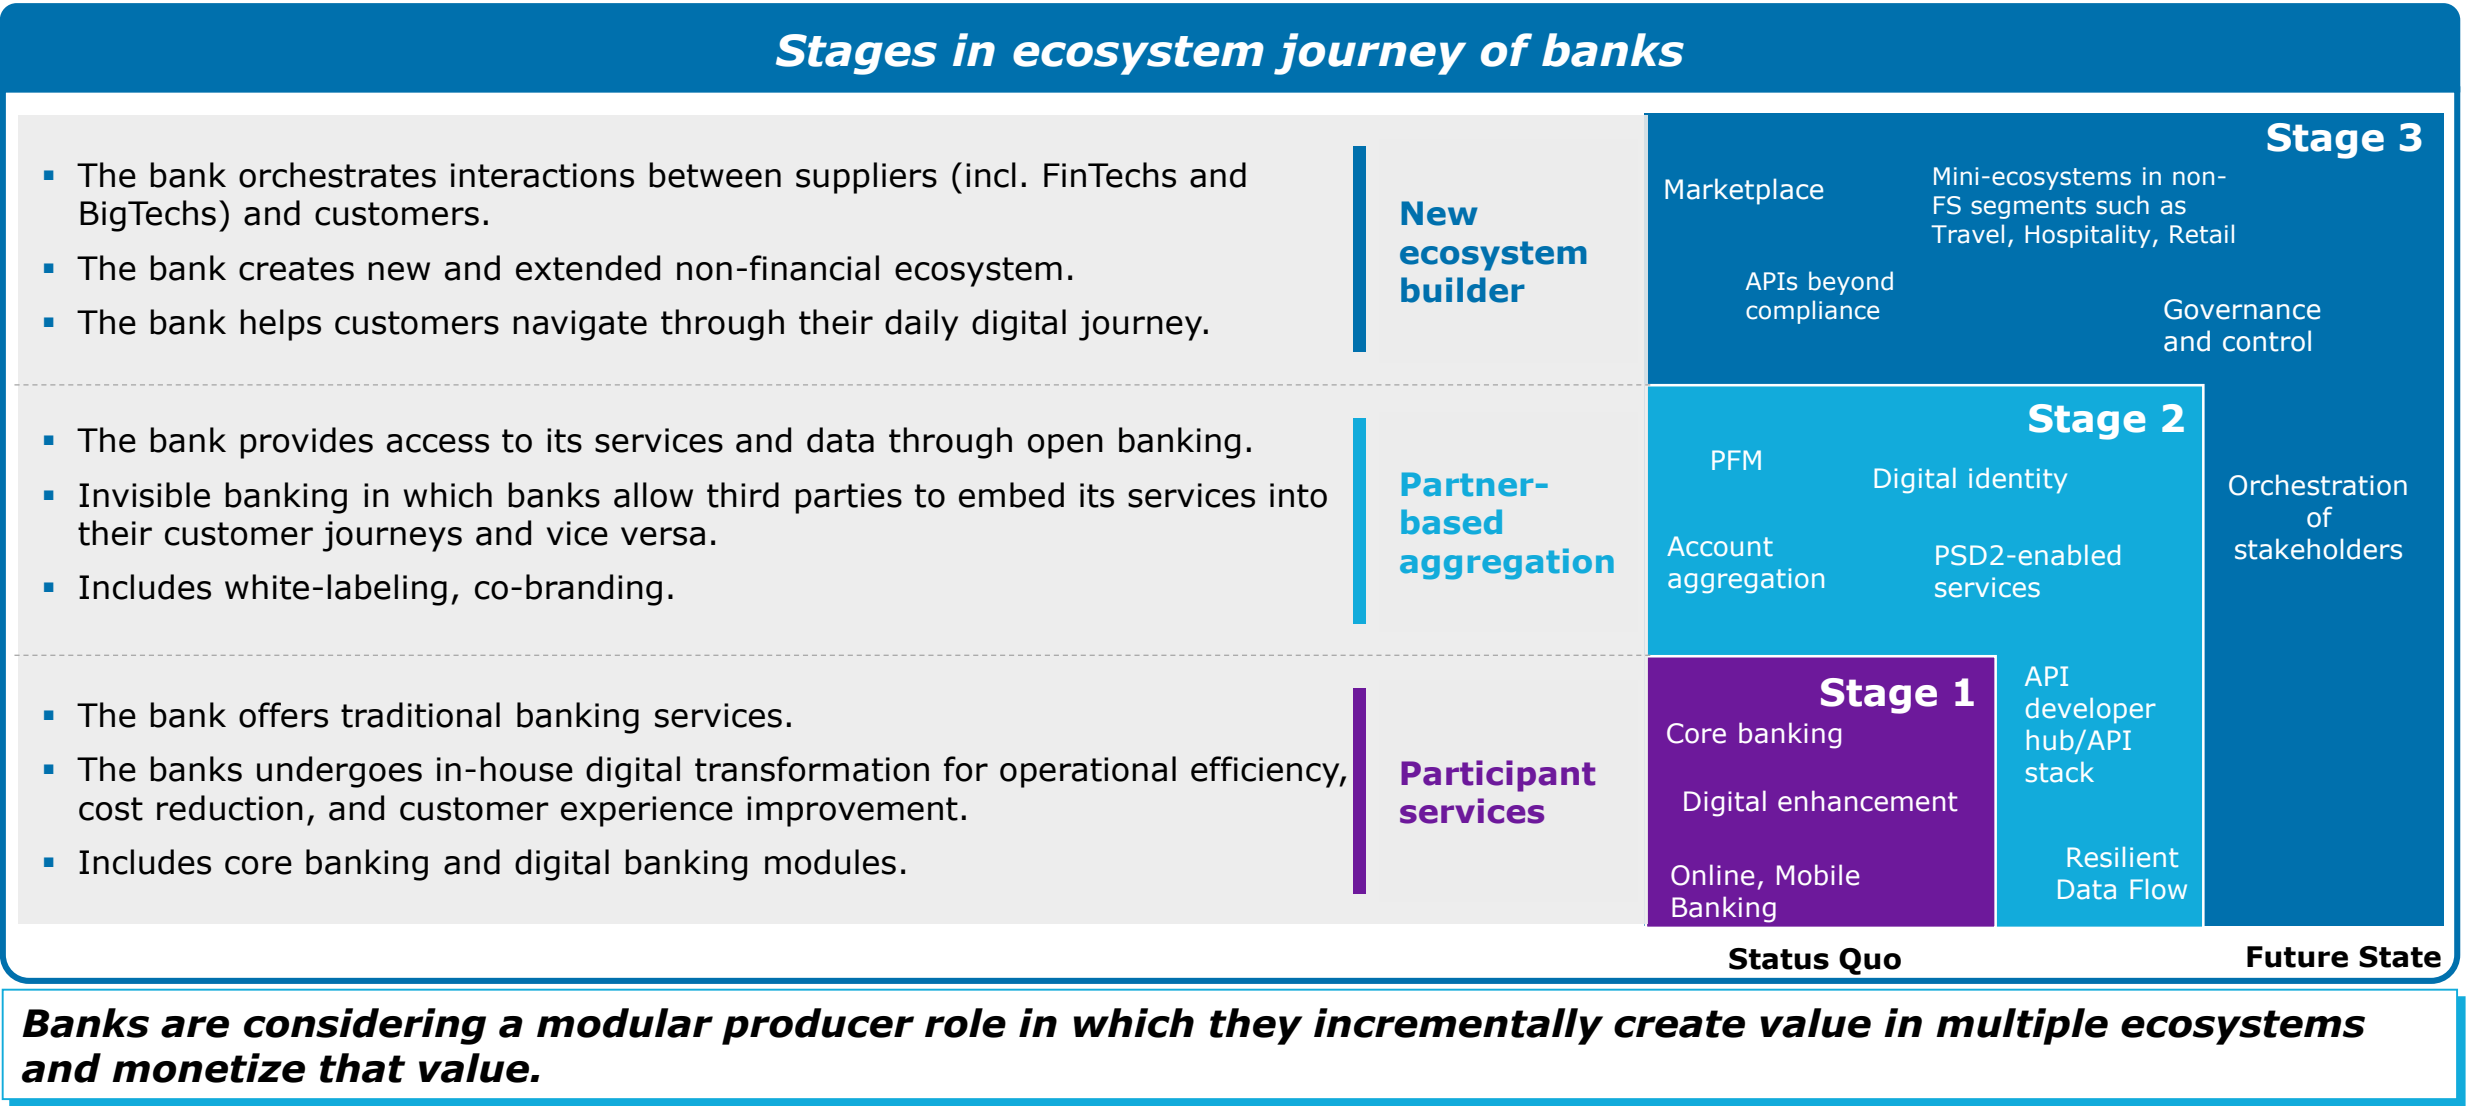 Stages in ecosystem journey of banks
▪ The bank orchestrates interactions between suppliers (incl. FinTechs and
BigTechs) and customers.
▪ The bank creates new and extended non-financial ecosystem.
▪ The bank helps customers navigate through their daily digital journey.
New
ecosystem
builder
Stage 3
Marketplace
Mini-ecosystems in non-
FS segments such as
Travel, Hospitality, Retail
APIs beyond
compliance
Governance
and control
▪ The bank provides access to its services and data through open banking.
▪ Invisible banking in which banks allow third parties to embed its services into
their customer journeys and vice versa.
▪ Includes white-labeling, co-branding.
Partner-
based
aggregation
Stage 2
PFM
Digital identity
Account
aggregation
PSD2-enabled
services
Orchestration
of
stakeholders
▪ The bank offers traditional banking services.
▪ The banks undergoes in-house digital transformation for operational efficiency,
cost reduction, and customer experience improvement.
▪ Includes core banking and digital banking modules.
Participant
services
Stage 1
Core banking
Digital enhancement
Online, Mobile
Banking
API
developer
hub/API
stack
Resilient
Data Flow
Status Quo
Future State
Banks are considering a modular producer role in which they incrementally create value in multiple ecosystems
and monetize that value.